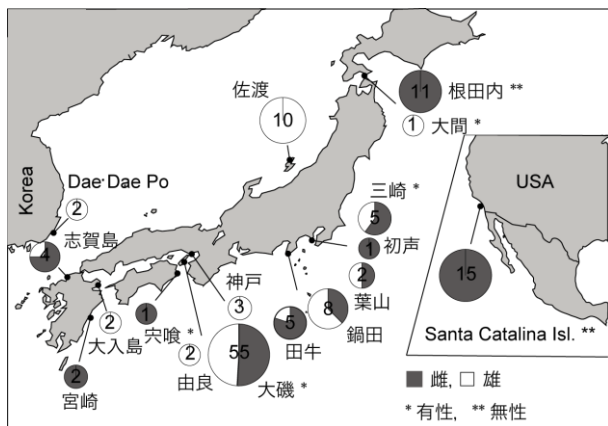 佐渡
10
11
根田内 **
1
大間 *
Korea
Dae Dae Po
2
志賀島
4
三崎 *
5
1
初声
2
葉山
USA
15
Santa Catalina Isl. **
神戸
3
8
鍋田
5
田牛
2
大入島
1
宍喰 *
2
由良
55
大磯 *
2
宮崎
雌, 雄
* 有性, ** 無性